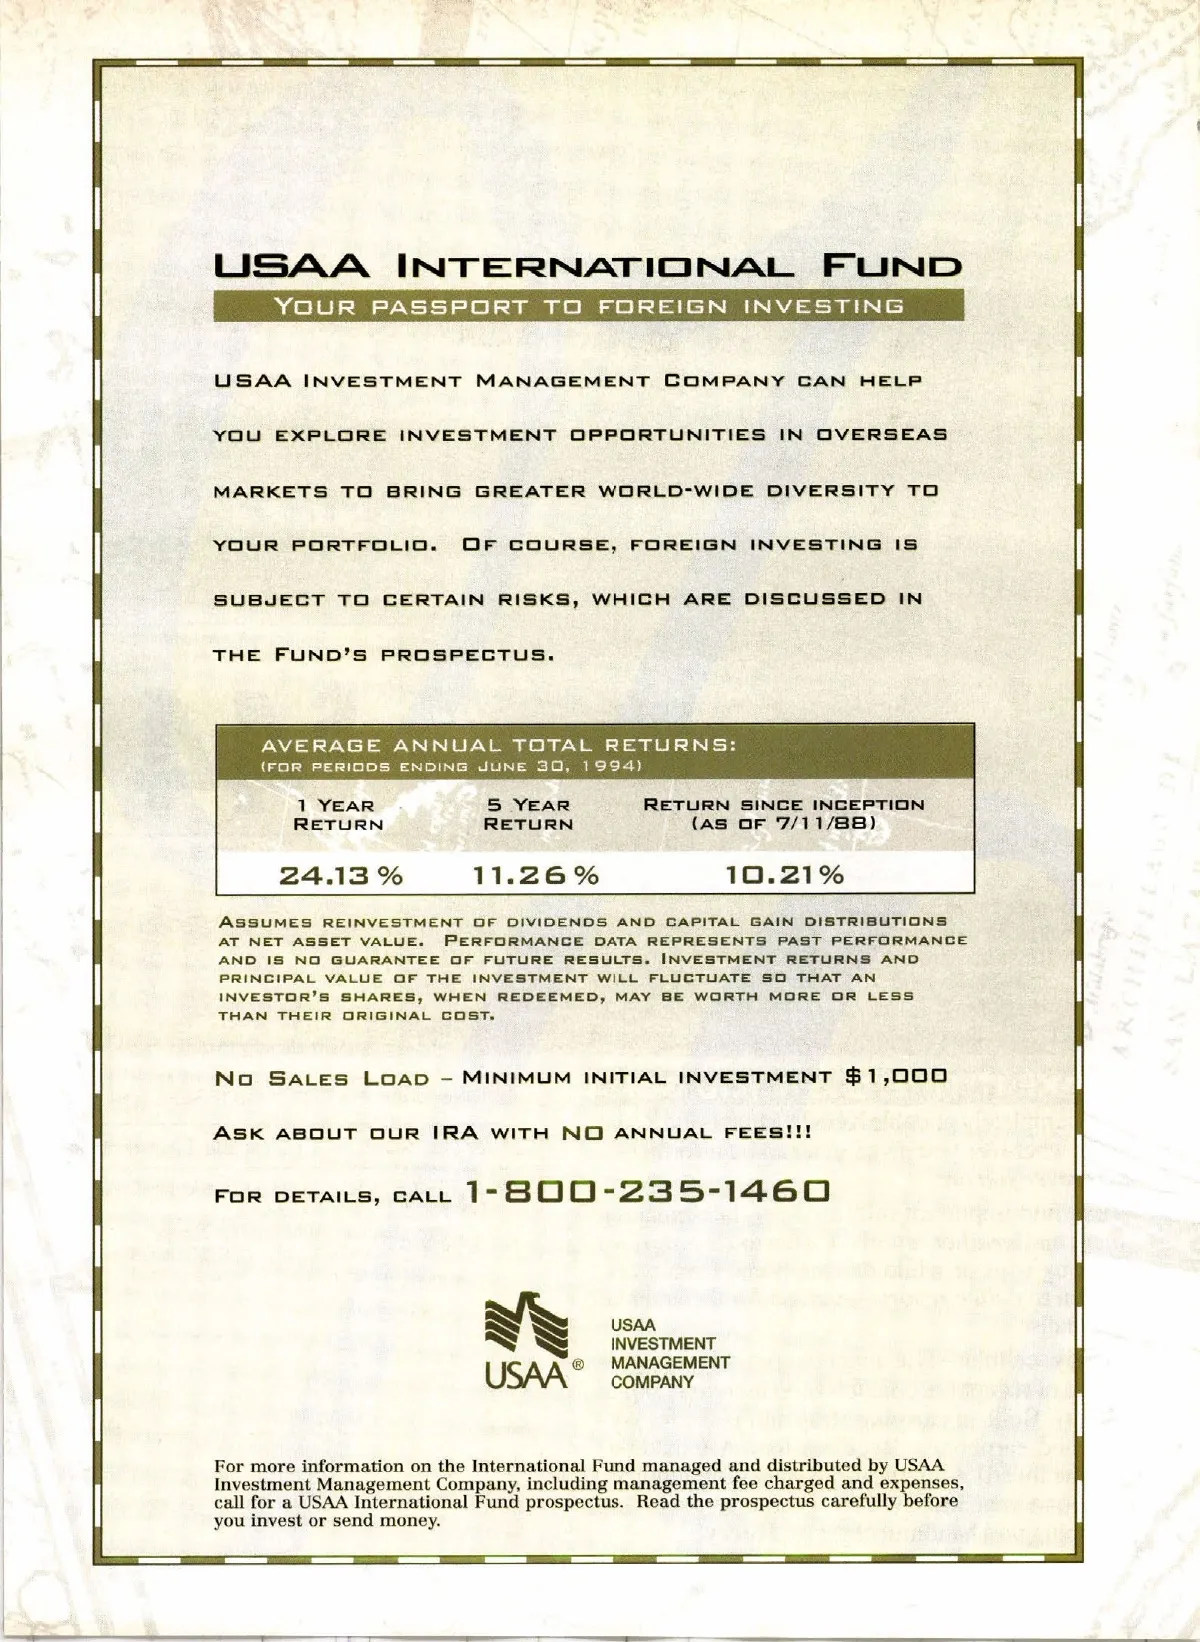 USAA International Fund
Your passport to foreign investing
USAA Investment Management Company can help
you explore investment opportunities in overseas
markets to bring greater world-wide diversity to
your portfolio. Of course, foreign investing is
subject to certain risks, which are discussed in
the Fund's prospectus.
AVERAGE ANNUAL TOTAL RETURNS:
(FOR PERIODS ENDING JUNE 30, 1994)
1 Year 5 Year Return since inception
Return Return (as of 7/11/88)
24.13% 11.26% 10.21%
Assumes reinvestment of dividends and capital gain distributions
at net asset value. Performance data represents past performance
and is no guarantee of future results. Investment returns and
principal value of the investment will fluctuate so that an
investor's shares, when redeemed, may be worth more or less
than their original cost.
No Sales Load – Minimum initial investment $1,000
Ask about our IRA with NO annual fees!!!
For details, call 1-800-235-1460
USAA
INVESTMENT
MANAGEMENT
COMPANY
USAA®
For more information on the International Fund managed and distributed by USAA
Investment Management Company, including management fee charged and expenses,
call for a USAA International Fund prospectus. Read the prospectus carefully before
you invest or send money.